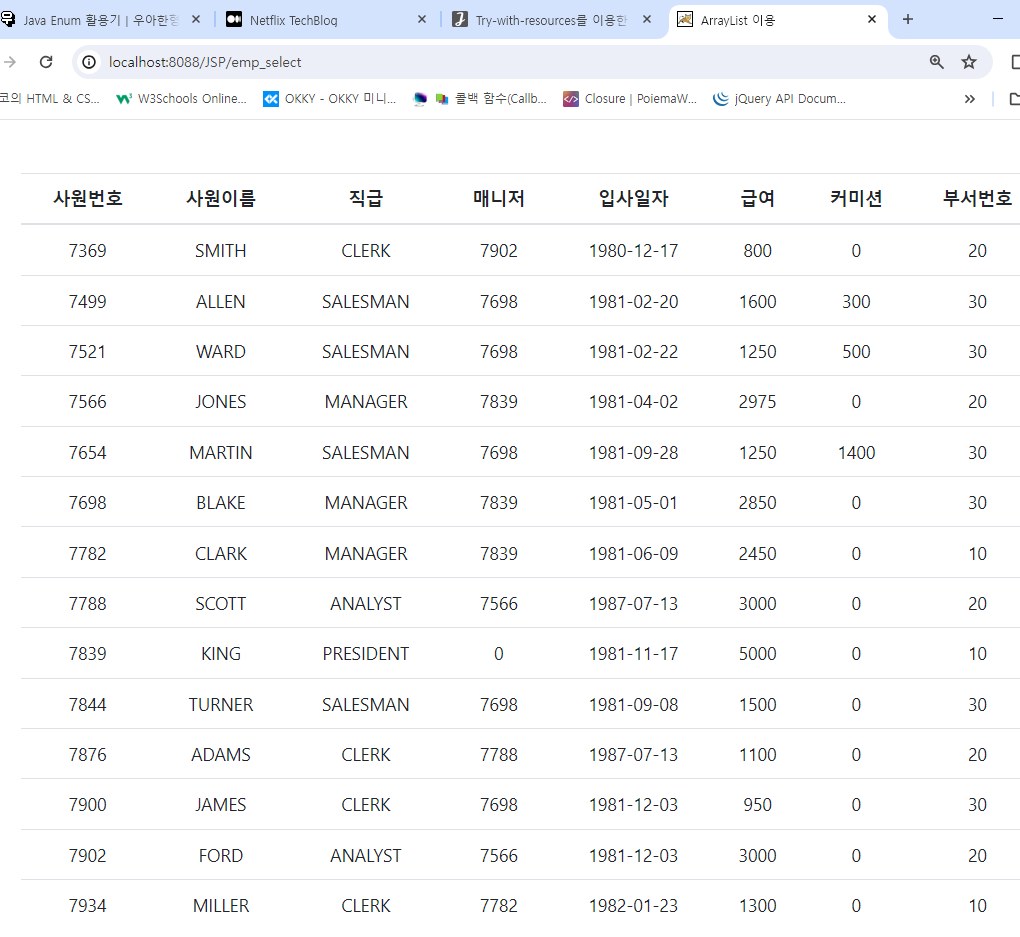 Java Enum 활용기 | 우아한형 Netflix TechBlog Try-with-resources를 이용한 ArrayList 이용
localhost:8088/JSP/emp_select
코의 HTML & CS... W3Schools Online... OKKY - OKKY 미니... 콜백 함수(Callb... Closure | PoiemaW... jQuery API Docum...
사원번호 사원이름 직급 매니저 입사일자 급여 커미션 부서번호
7369 SMITH CLERK 7902 1980-12-17 800 0 20
7499 ALLEN SALESMAN 7698 1981-02-20 1600 300 30
7521 WARD SALESMAN 7698 1981-02-22 1250 500 30
7566 JONES MANAGER 7839 1981-04-02 2975 0 20
7654 MARTIN SALESMAN 7698 1981-09-28 1250 1400 30
7698 BLAKE MANAGER 7839 1981-05-01 2850 0 30
7782 CLARK MANAGER 7839 1981-06-09 2450 0 10
7788 SCOTT ANALYST 7566 1987-07-13 3000 0 20
7839 KING PRESIDENT 0 1981-11-17 5000 0 10
7844 TURNER SALESMAN 7698 1981-09-08 1500 0 30
7876 ADAMS CLERK 7788 1987-07-13 1100 0 20
7900 JAMES CLERK 7698 1981-12-03 950 0 30
7902 FORD ANALYST 7566 1981-12-03 3000 0 20
7934 MILLER CLERK 7782 1982-01-23 1300 0 10